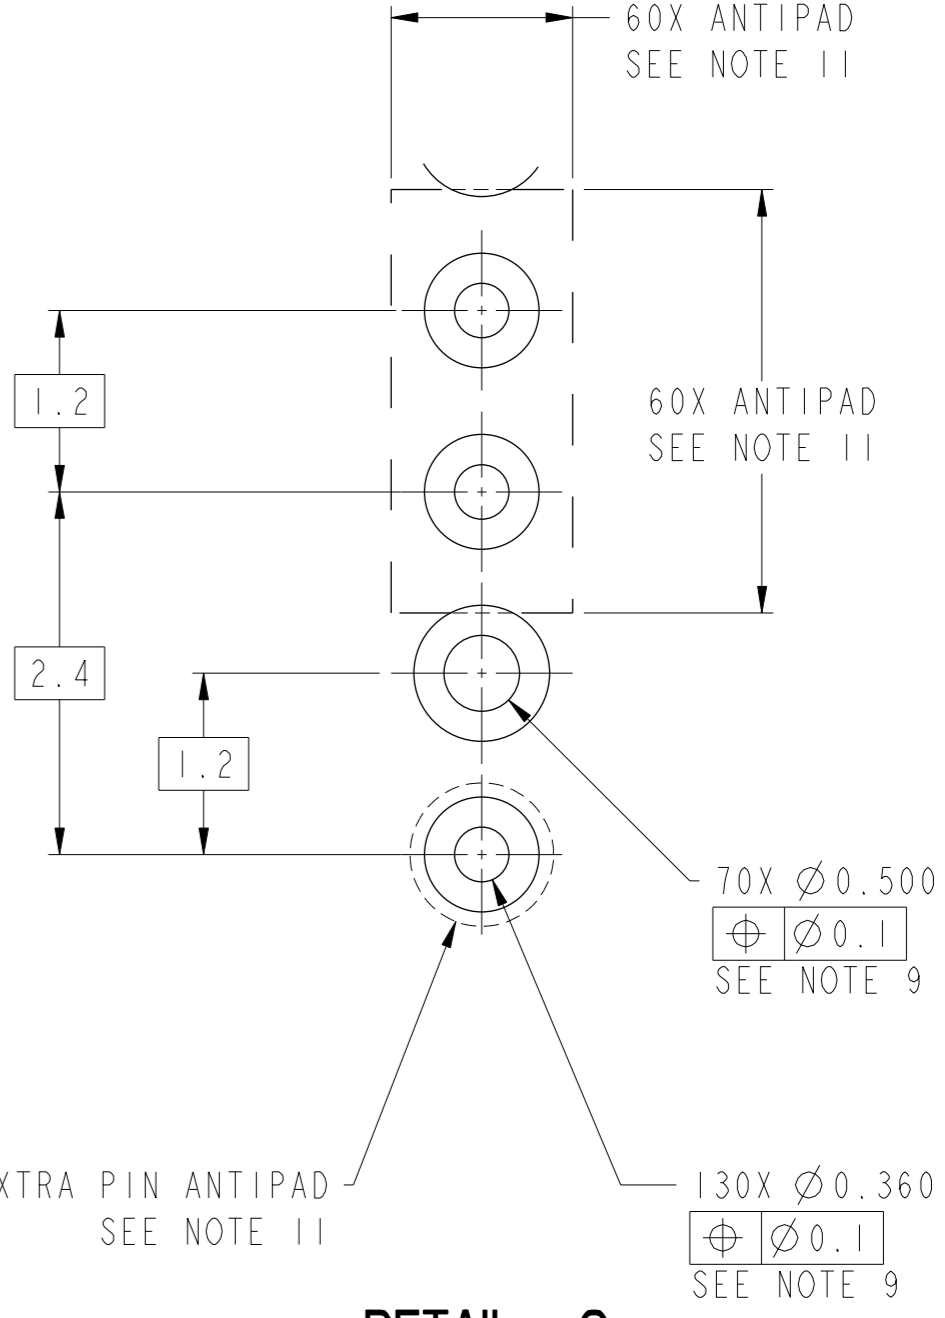 60X ANTIPAD
SEE NOTE 11
1.2
60X ANTIPAD
SEE NOTE 11
2.4
1.2
70X Ø0.500
⌖ Ø0.1
SEE NOTE 9
XTRA PIN ANTIPAD
SEE NOTE 11
130X Ø0.360
⌖ Ø0.1
SEE NOTE 9